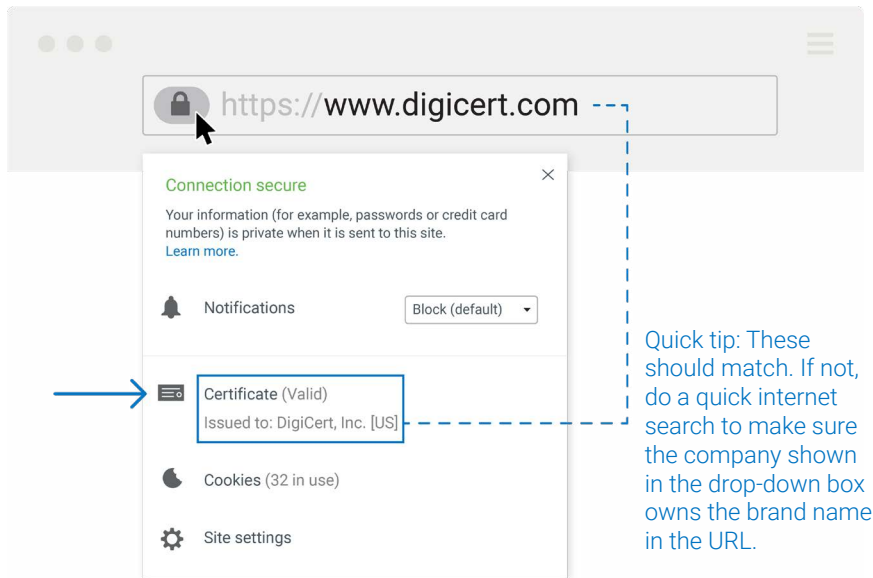 https://www.digicert.com
Connection secure
Your information (for example, passwords or credit card
numbers) is private when it is sent to this site.
Learn more.
Notifications
Block (default)
Certificate (Valid)
Issued to: DigiCert, Inc. [US]
Cookies (32 in use)
Site settings
Quick tip: These
should match. If not,
do a quick internet
search to make sure
the company shown
in the drop-down box
owns the brand name
in the URL.